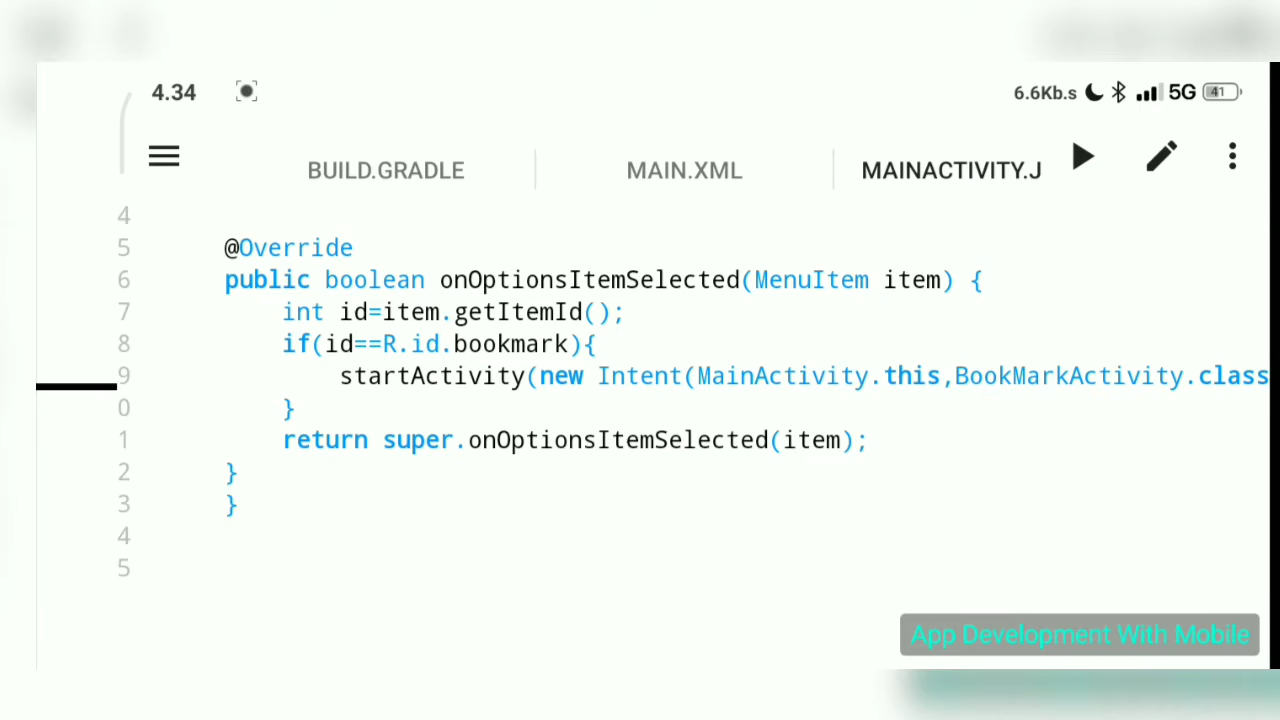 4.34 6.6Kb.s 5G 41
BUILD.GRADLE MAIN.XML MAINACTIVITY.J
4
5 @Override
6 public boolean onOptionsItemSelected(MenuItem item) {
7 int id=item.getItemId();
8 if(id==R.id.bookmark){
9 startActivity(new Intent(MainActivity.this,BookMarkActivity.class
0 }
1 return super.onOptionsItemSelected(item);
2 }
3 }
4
5
App Development With Mobile